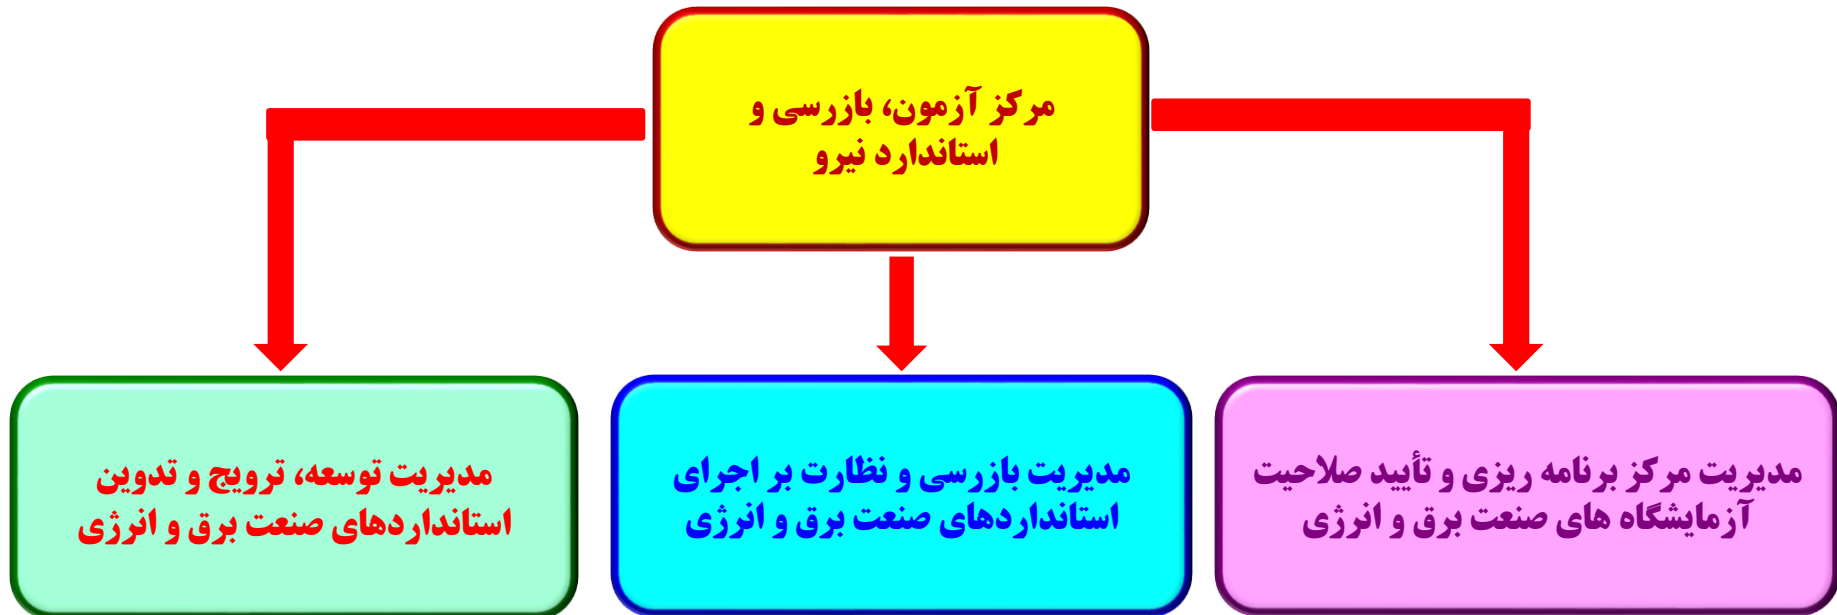 مرکز آزمون، بازرسی و
استاندارد نیرو
مدیریت مرکز برنامه ریزی و تأیید صلاحیت
آزمایشگاه های صنعت برق و انرژی
مدیریت بازرسی و نظارت بر اجرای
استانداردهای صنعت برق و انرژی
مدیریت توسعه، ترویج و تدوین
استانداردهای صنعت برق و انرژی